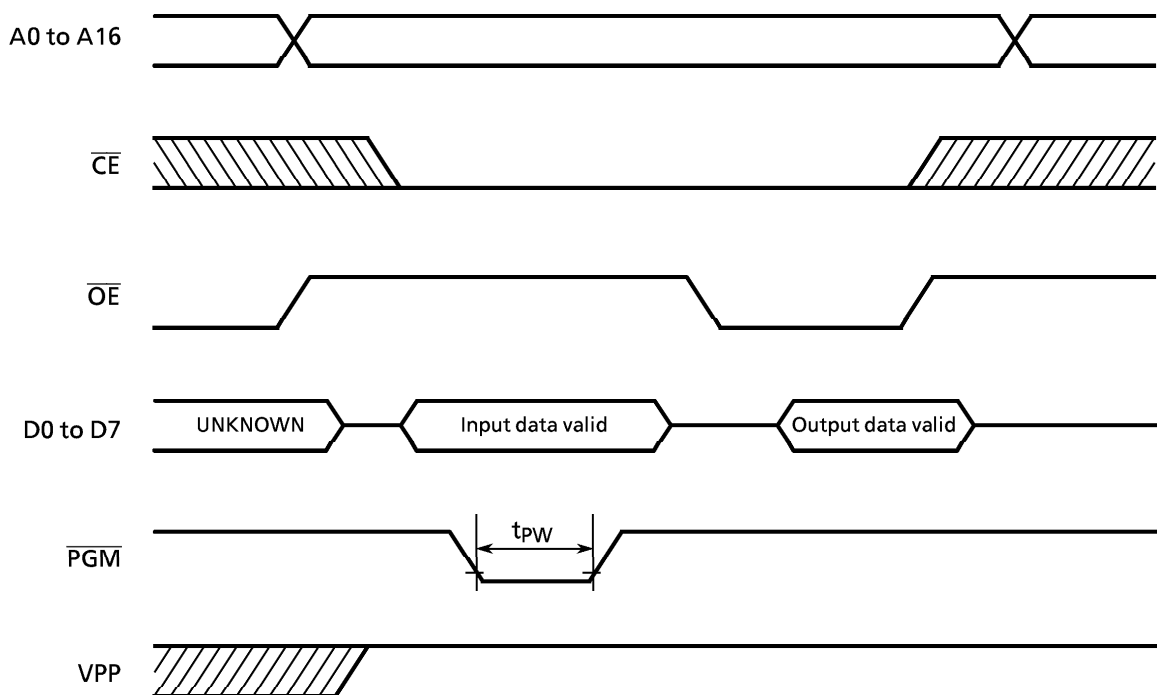 A0 to A16
CE
OE
D0 to D7
UNKNOWN
Input data valid
Output data valid
PGM
tPW
VPP